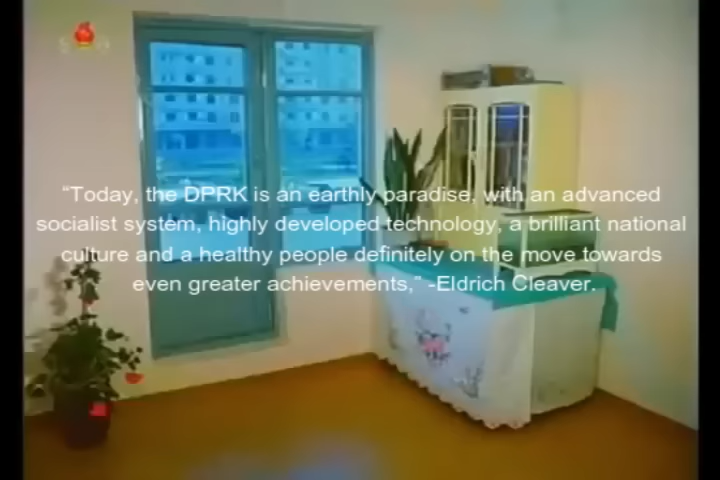 “Today, the DPRK is an earthly paradise, with an advanced
socialist system, highly developed technology, a brilliant national
culture and a healthy people definitely on the move towards
even greater achievements,” -Eldrich Cleaver.